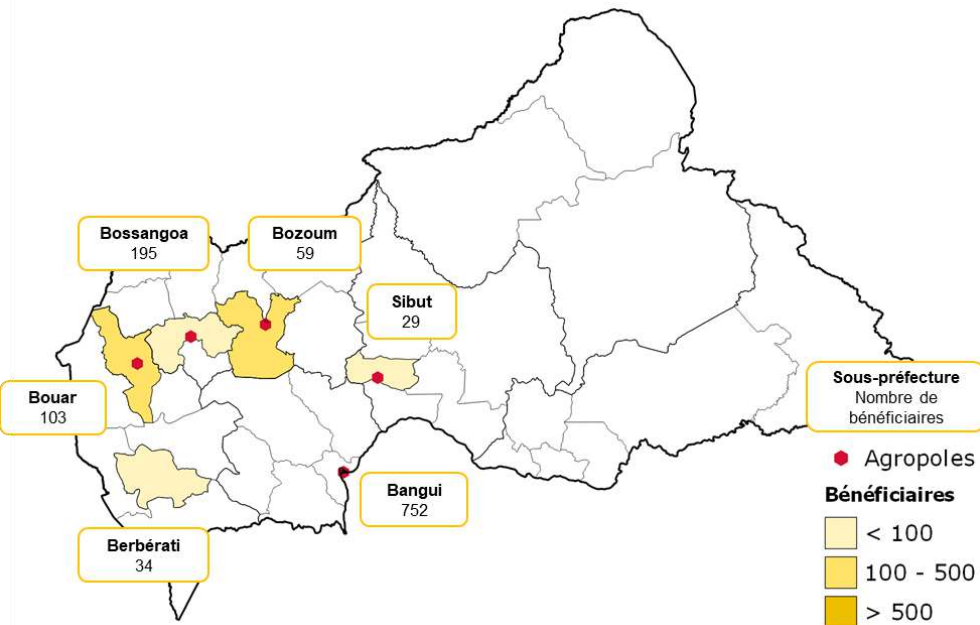 Bossangoa
195
Bozoum
59
Sibut
29
Bouar
103
Sous-préfecture
Nombre de
bénéficiaires
Agropoles
Bangui
752
Bénéficiaires
< 100
100 - 500
> 500
Berbérati
34